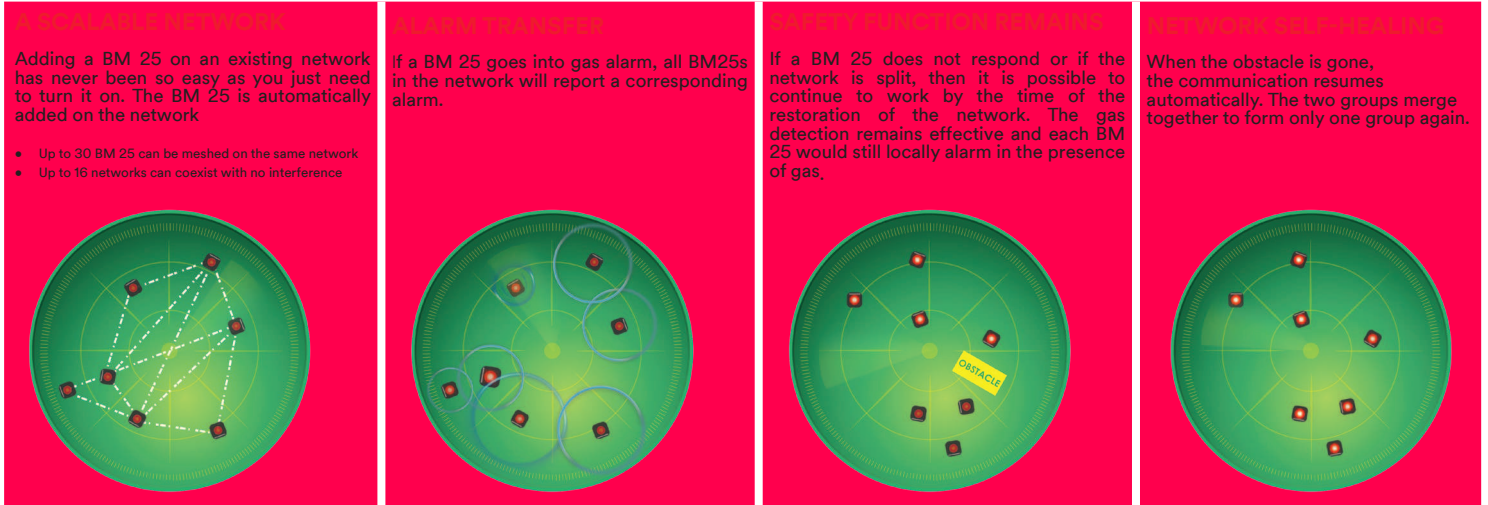 A SCALABLE NETWORK
Adding a BM 25 on an existing network
has never been so easy as you just need
to turn it on. The BM 25 is automatically
added on the network
• Up to 30 BM 25 can be meshed on the same network
• Up to 16 networks can coexist with no interference
ALARM TRANSFER
If a BM 25 goes into gas alarm, all BM25s
in the network will report a corresponding
alarm.
SAFETY FUNCTION REMAINS
If a BM 25 does not respond or if the
network is split, then it is possible to
continue to work by the time of the
restoration of the network. The gas
detection remains effective and each BM
25 would still locally alarm in the presence
of gas.
OBSTACLE
NETWORK SELF-HEALING
When the obstacle is gone,
the communication resumes
automatically. The two groups merge
together to form only one group again.